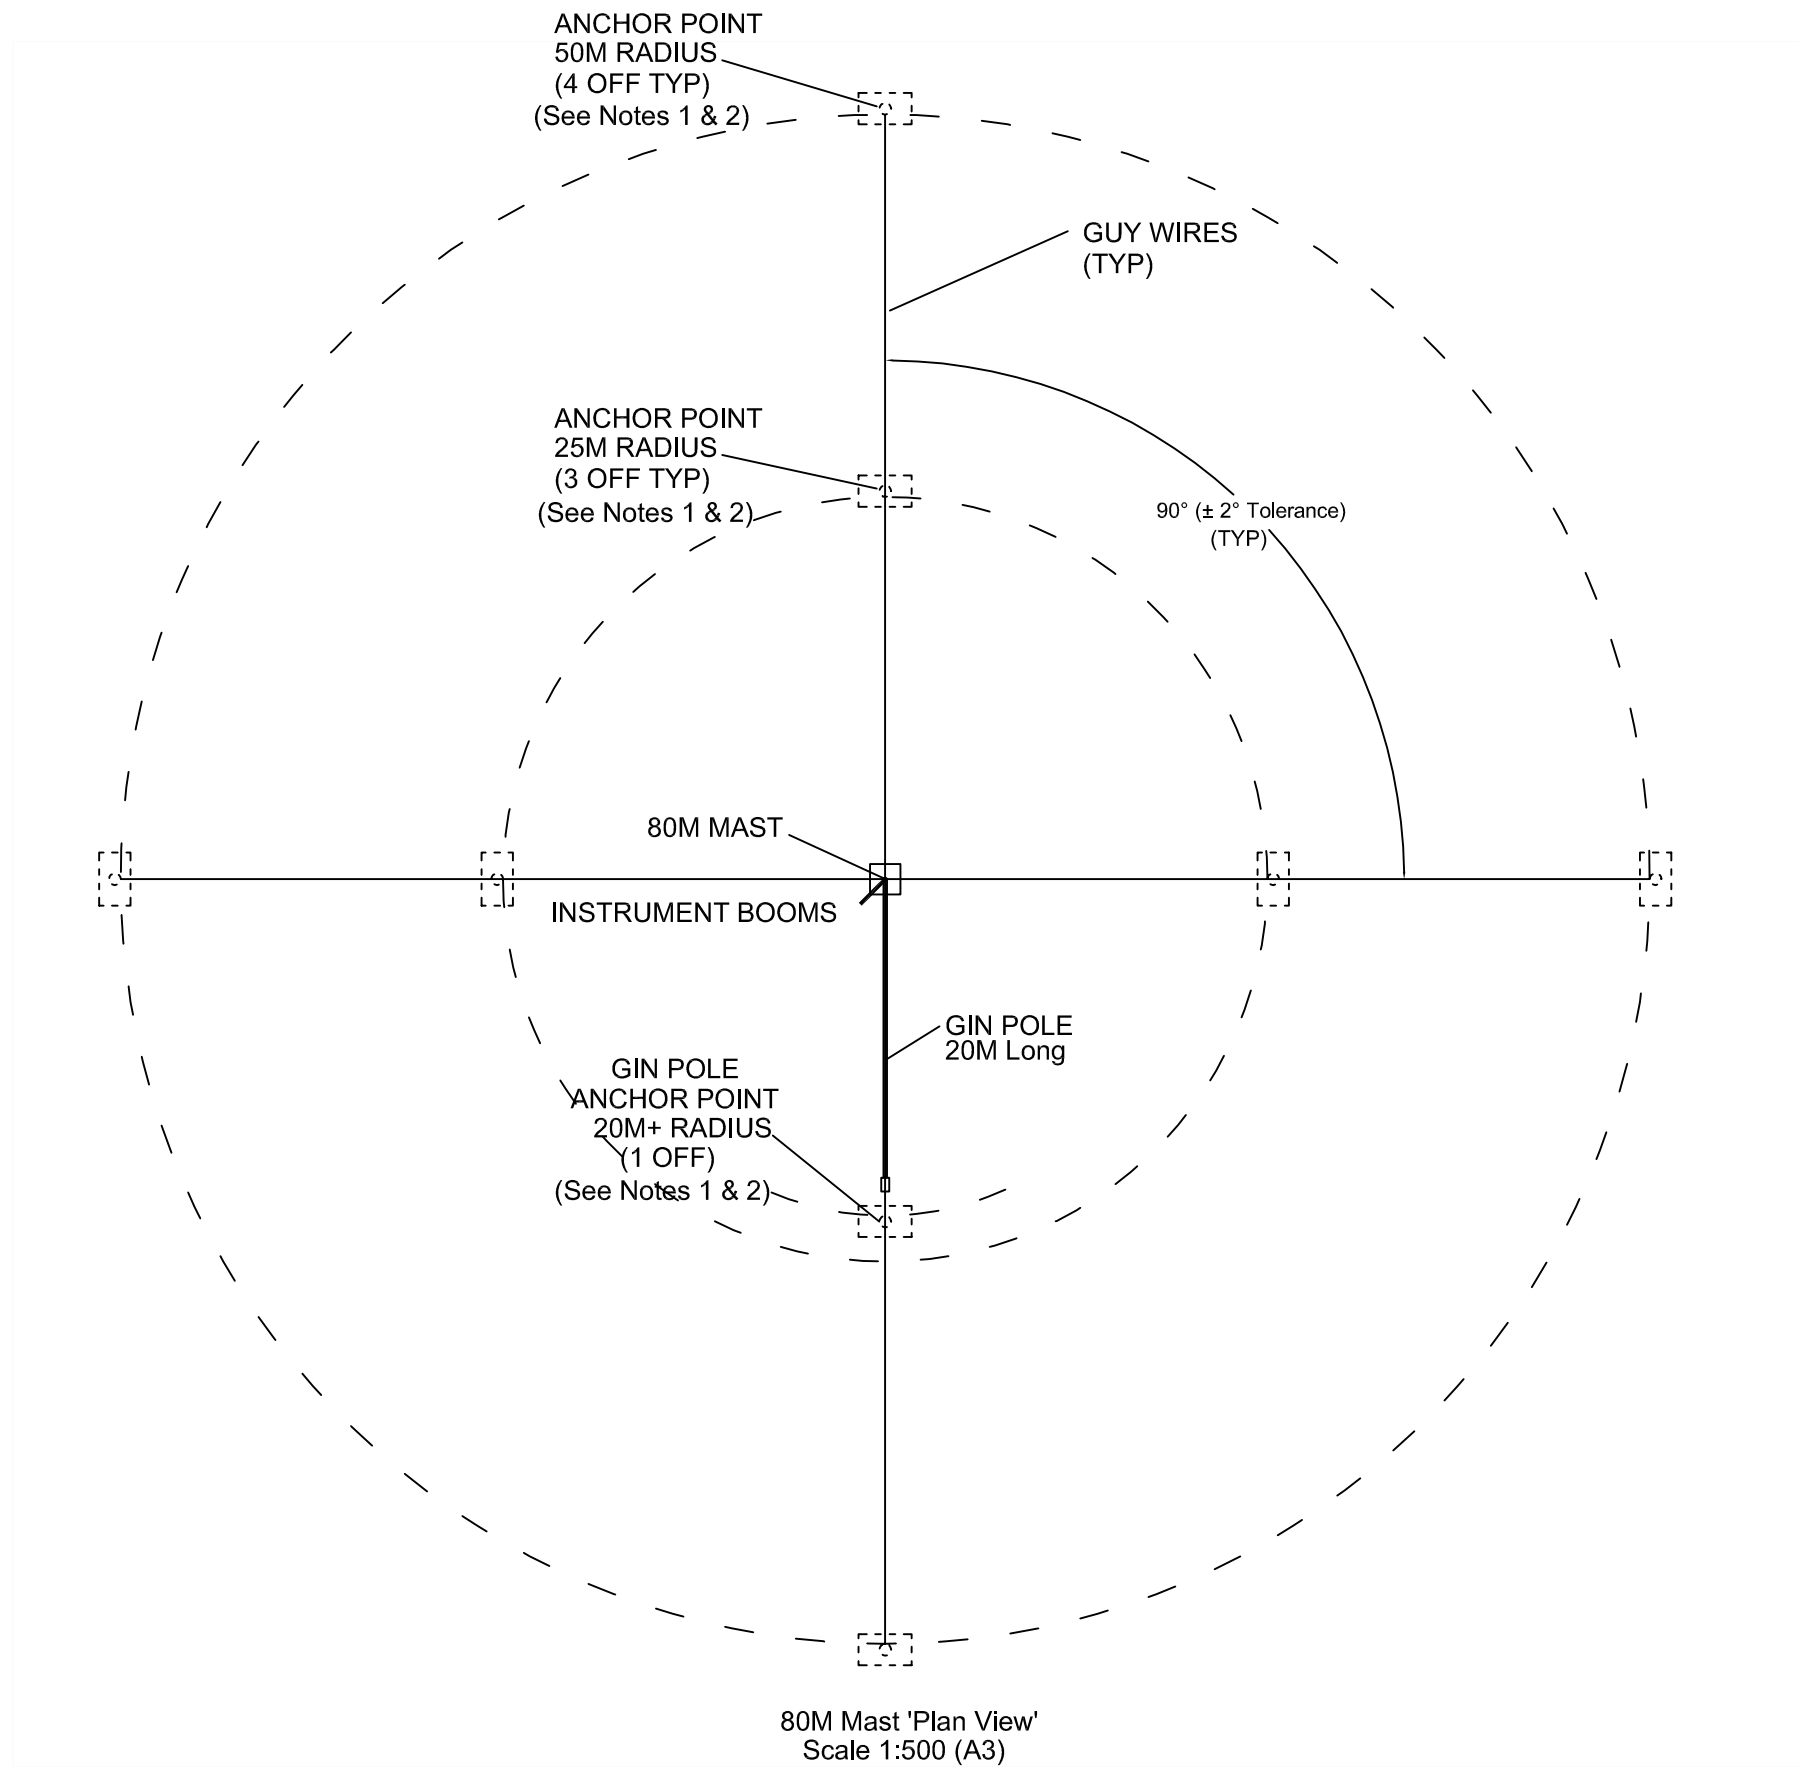 ANCHOR POINT
50M RADIUS
(4 OFF TYP)
(See Notes 1 & 2)
GUY WIRES
(TYP)
ANCHOR POINT
25M RADIUS
(3 OFF TYP)
(See Notes 1 & 2)
90° (± 2° Tolerance)
(TYP)
80M MAST
INSTRUMENT BOOMS
GIN POLE
20M Long
GIN POLE
ANCHOR POINT
20M+ RADIUS
(1 OFF)
(See Notes 1 & 2)
80M Mast 'Plan View'
Scale 1:500 (A3)